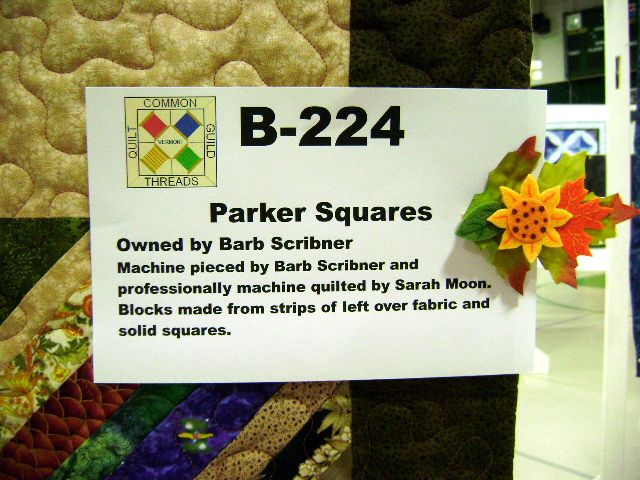 COMMON
QUILT
GUILD
VERMONT
THREADS
B-224
Parker Squares
Owned by Barb Scribner
Machine pieced by Barb Scribner and
professionally machine quilted by Sarah Moon.
Blocks made from strips of left over fabric and
solid squares.